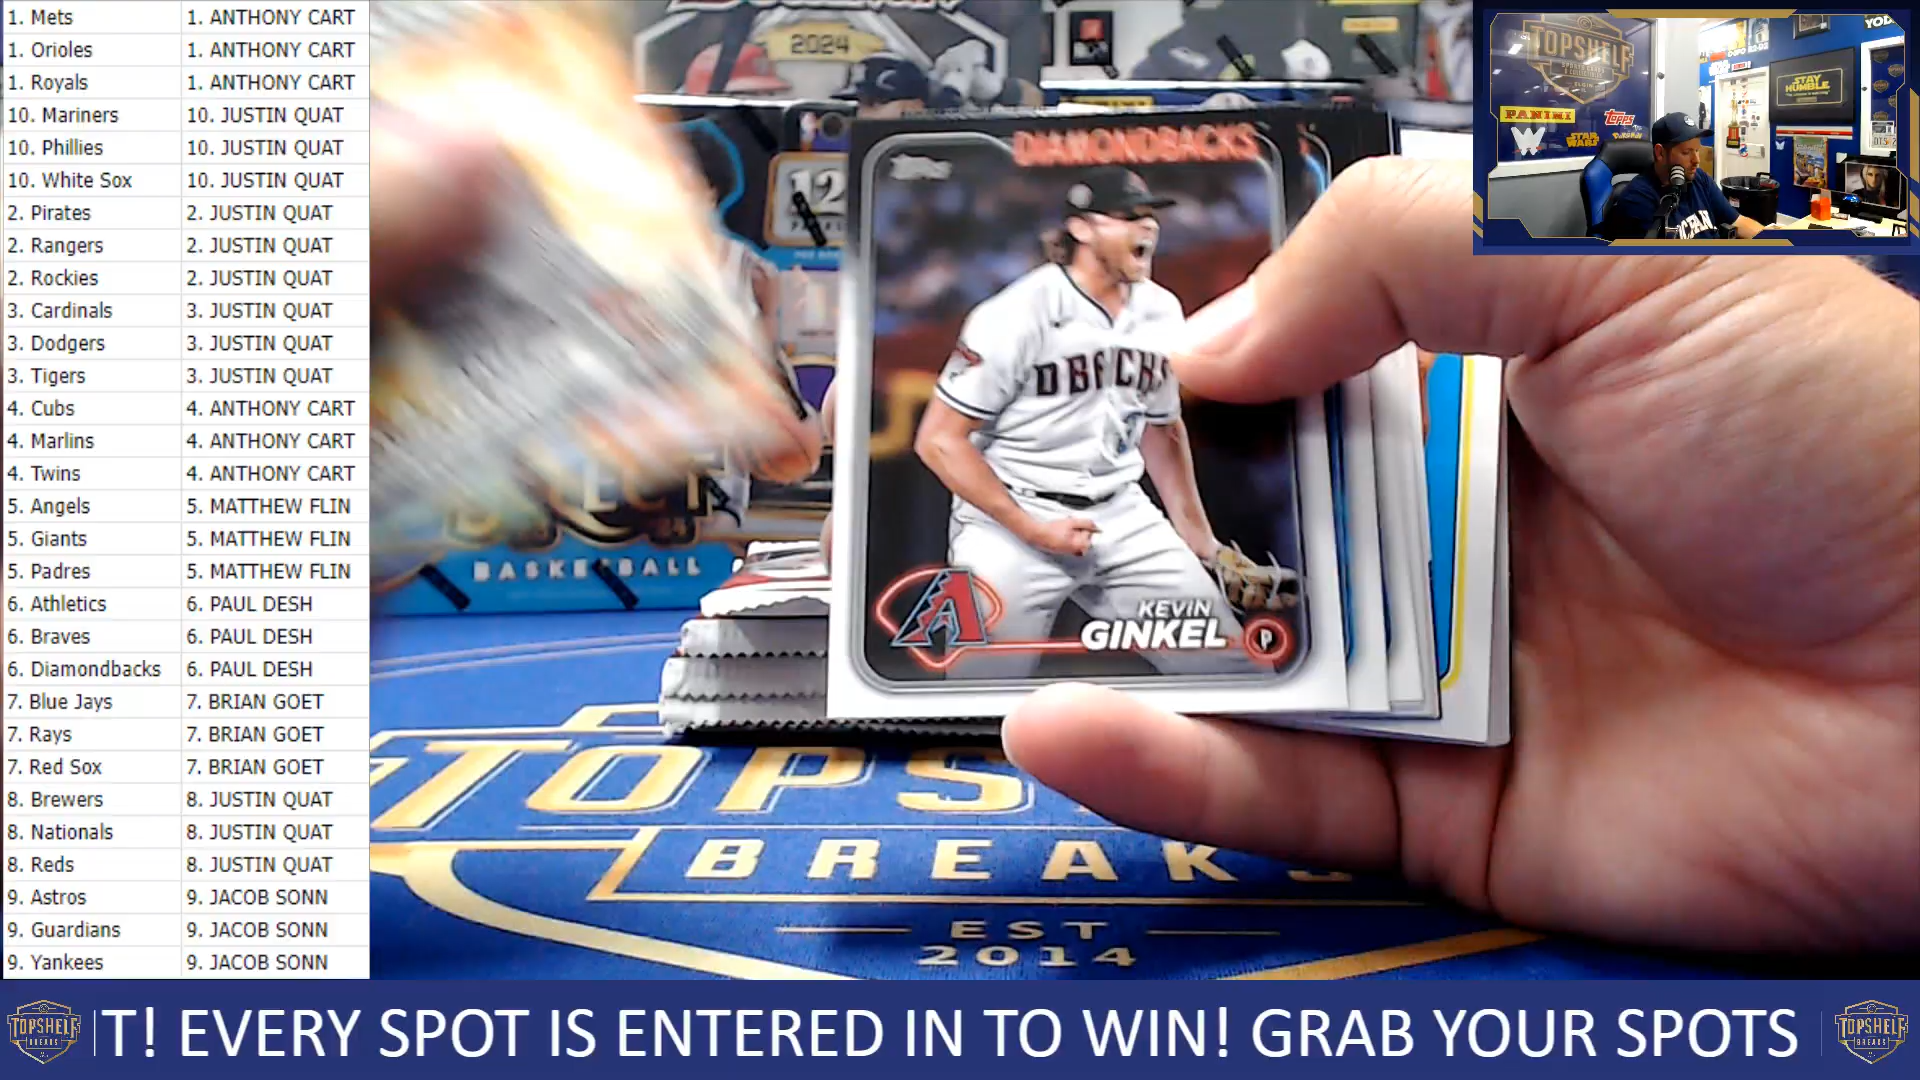 1. Mets 1. ANTHONY CART
1. Orioles 1. ANTHONY CART
1. Royals 1. ANTHONY CART
10. Mariners 10. JUSTIN QUAT
10. Phillies 10. JUSTIN QUAT
10. White Sox 10. JUSTIN QUAT
2. Pirates 2. JUSTIN QUAT
2. Rangers 2. JUSTIN QUAT
2. Rockies 2. JUSTIN QUAT
3. Cardinals 3. JUSTIN QUAT
3. Dodgers 3. JUSTIN QUAT
3. Tigers 3. JUSTIN QUAT
4. Cubs 4. ANTHONY CART
4. Marlins 4. ANTHONY CART
4. Twins 4. ANTHONY CART
5. Angels 5. MATTHEW FLIN
5. Giants 5. MATTHEW FLIN
5. Padres 5. MATTHEW FLIN
6. Athletics 6. PAUL DESH
6. Braves 6. PAUL DESH
6. Diamondbacks 6. PAUL DESH
7. Blue Jays 7. BRIAN GOET
7. Rays 7. BRIAN GOET
7. Red Sox 7. BRIAN GOET
8. Brewers 8. JUSTIN QUAT
8. Nationals 8. JUSTIN QUAT
8. Reds 8. JUSTIN QUAT
9. Astros 9. JACOB SONN
9. Guardians 9. JACOB SONN
9. Yankees 9. JACOB SONN
2024
12
BASKETBALL
topps
DIAMONDBACKS
KEVIN
GINKEL
P
TOPS
BREAKS
EST
2014
TOPSHELF
PANINI
topps
W
STAR
WARS
STAY
HUMBLE
T! EVERY SPOT IS ENTERED IN TO WIN! GRAB YOUR SPOTS
TOPSHELF
BREAKS
TOPSHELF
BREAKS